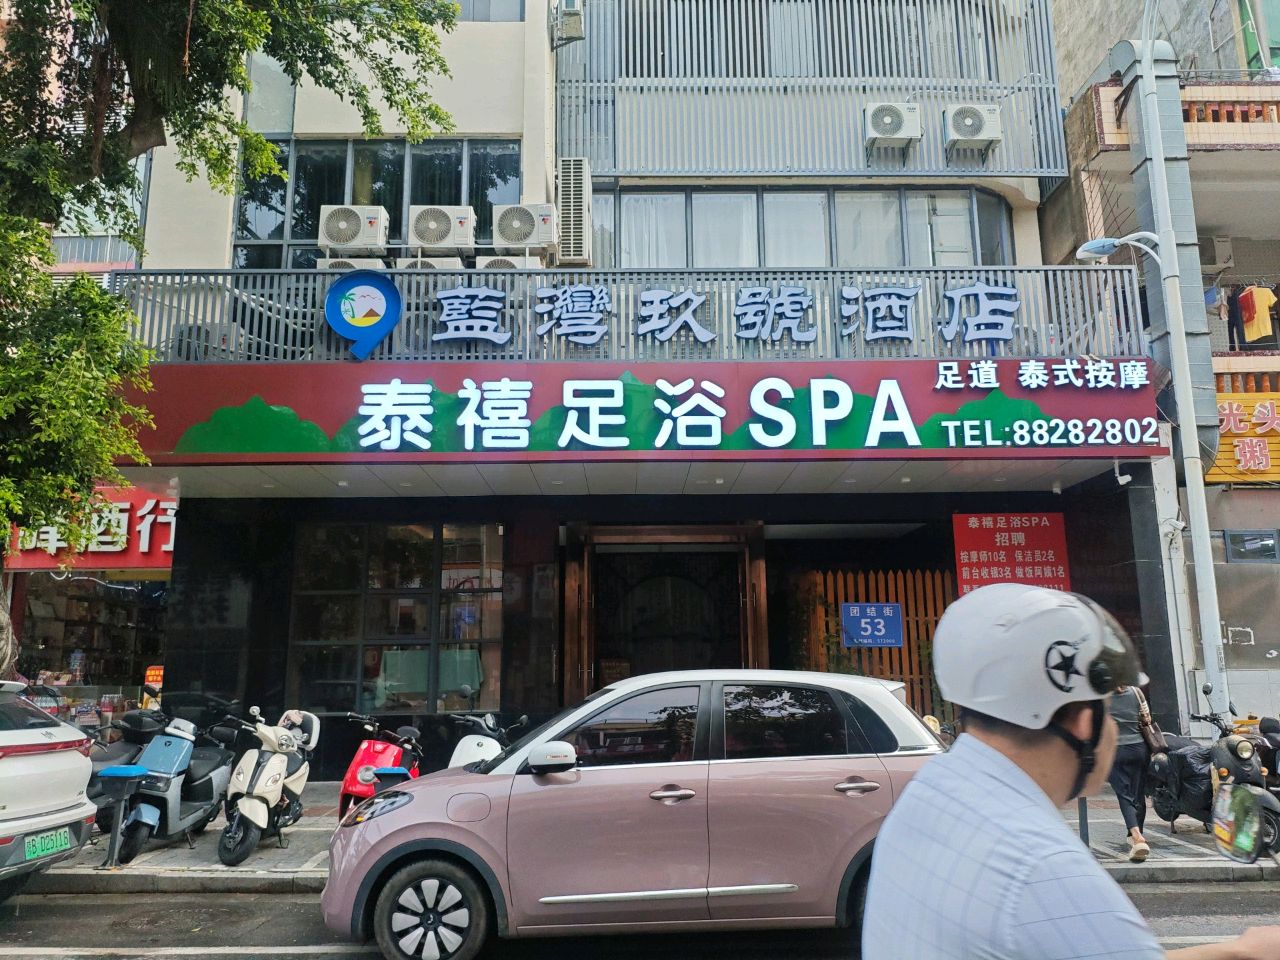 藍灣玖號酒店
泰禧足浴SPA
足道 泰式按摩
TEL:88282802
光头
粥
酒行
泰禧足浴SPA
招聘
按摩师10名 保洁员2名
前台收银3名 做饭阿姨1名
团结街
53
B·D25116